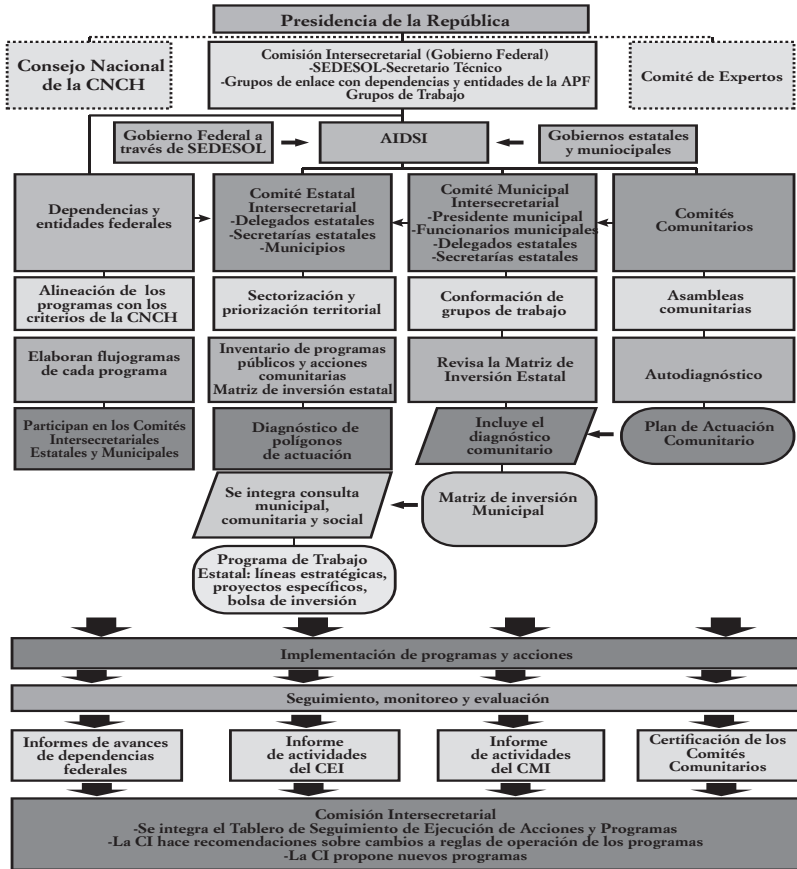 Presidencia de la República
Consejo Nacional
de la CNCH
Comisión Intersecretarial (Gobierno Federal)
-SEDESOL-Secretario Técnico
-Grupos de enlace con dependencias y entidades de la APF
Grupos de Trabajo
Comité de Expertos
Gobierno Federal a
través de SEDESOL
AIDSI
Gobiernos estatales
y muniocipales
Dependencias y
entidades federales
Comité Estatal
Intersecretarial
-Delegados estatales
-Secretarías estatales
-Municipios
Comité Municipal
Intersecretarial
-Presidente municipal
-Funcionarios municipales
-Delegados estatales
-Secretarías estatales
Comités
Comunitarios
Alineación de los
programas con los
criterios de la CNCH
Sectorización y
priorización territorial
Conformación de
grupos de trabajo
Asambleas
comunitarias
Elaboran flujogramas
de cada programa
Inventario de programas
públicos y acciones
comunitarias
Matriz de inversión estatal
Revisa la Matriz de
Inversión Estatal
Autodiagnóstico
Participan en los Comités
Intersecretariales
Estatales y Municipales
Diagnóstico de
polígonos
de actuación
Incluye el
diagnóstico
comunitario
Plan de Actuación
Comunitario
Se integra consulta
municipal,
comunitaria y social
Matriz de inversión
Municipal
Programa de Trabajo
Estatal: líneas estratégicas,
proyectos específicos,
bolsa de inversión
Implementación de programas y acciones
Seguimiento, monitoreo y evaluación
Informes de avances
de dependencias
federales
Informe
de actividades
del CEI
Informe
de actividades
del CMI
Certificación de los
Comités
Comunitarios
Comisión Intersecretarial
-Se integra el Tablero de Seguimiento de Ejecución de Acciones y Programas
-La CI hace recomendaciones sobre cambios a reglas de operación de los programas
-La CI propone nuevos programas